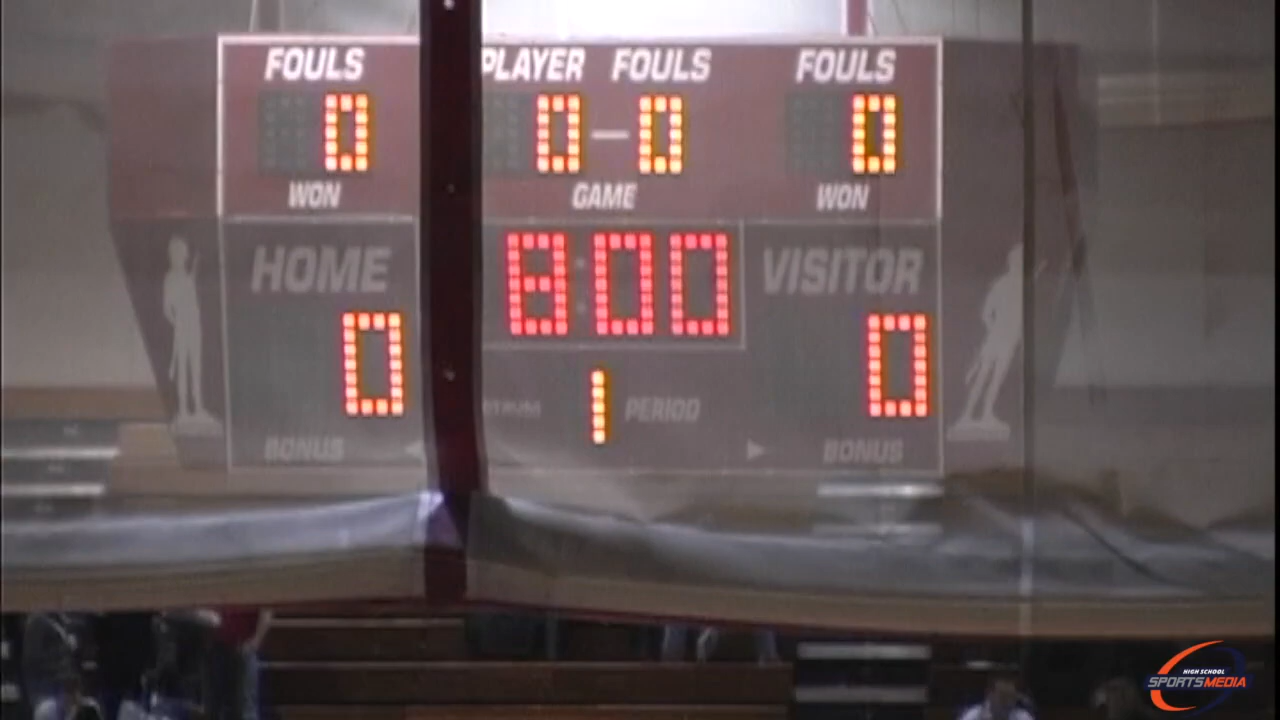 FOULS PLAYER FOULS FOULS
0 0-0 0
WON GAME WON
HOME 8:00 VISITOR
0 1 PERIOD 0
BONUS BONUS
HIGH SCHOOL
SPORTSMEDIA